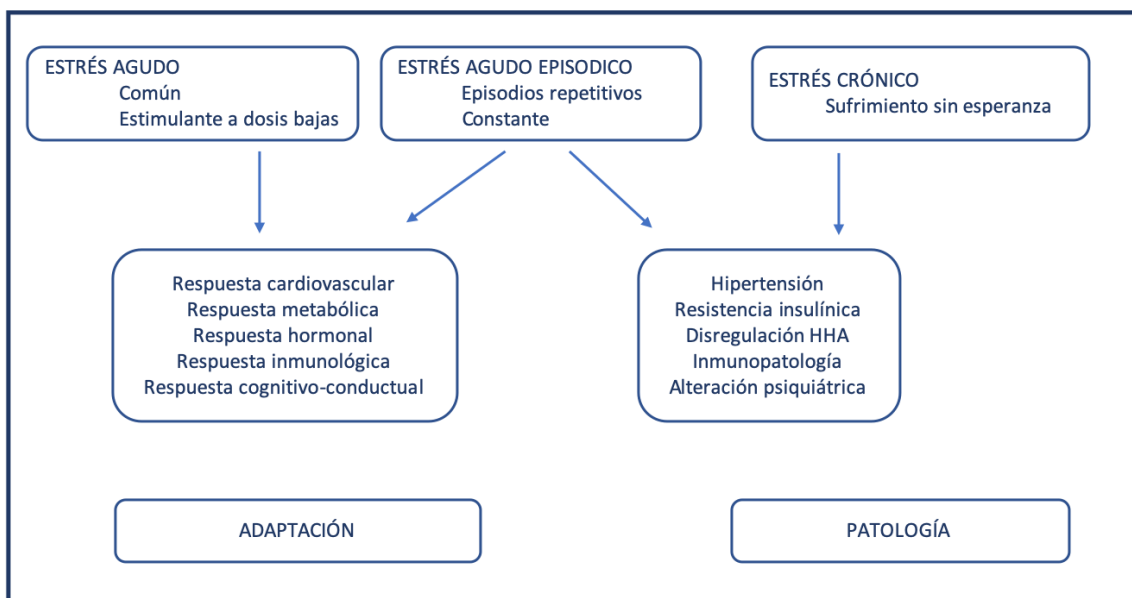 ESTRÉS AGUDO
Común
Estimulante a dosis bajas
ESTRÉS AGUDO EPISODICO
Episodios repetitivos
Constante
ESTRÉS CRÓNICO
Sufrimiento sin esperanza
Respuesta cardiovascular
Respuesta metabólica
Respuesta hormonal
Respuesta inmunológica
Respuesta cognitivo-conductual
Hipertensión
Resistencia insulínica
Disregulación HHA
Inmunopatología
Alteración psiquiátrica
ADAPTACIÓN
PATOLOGÍA